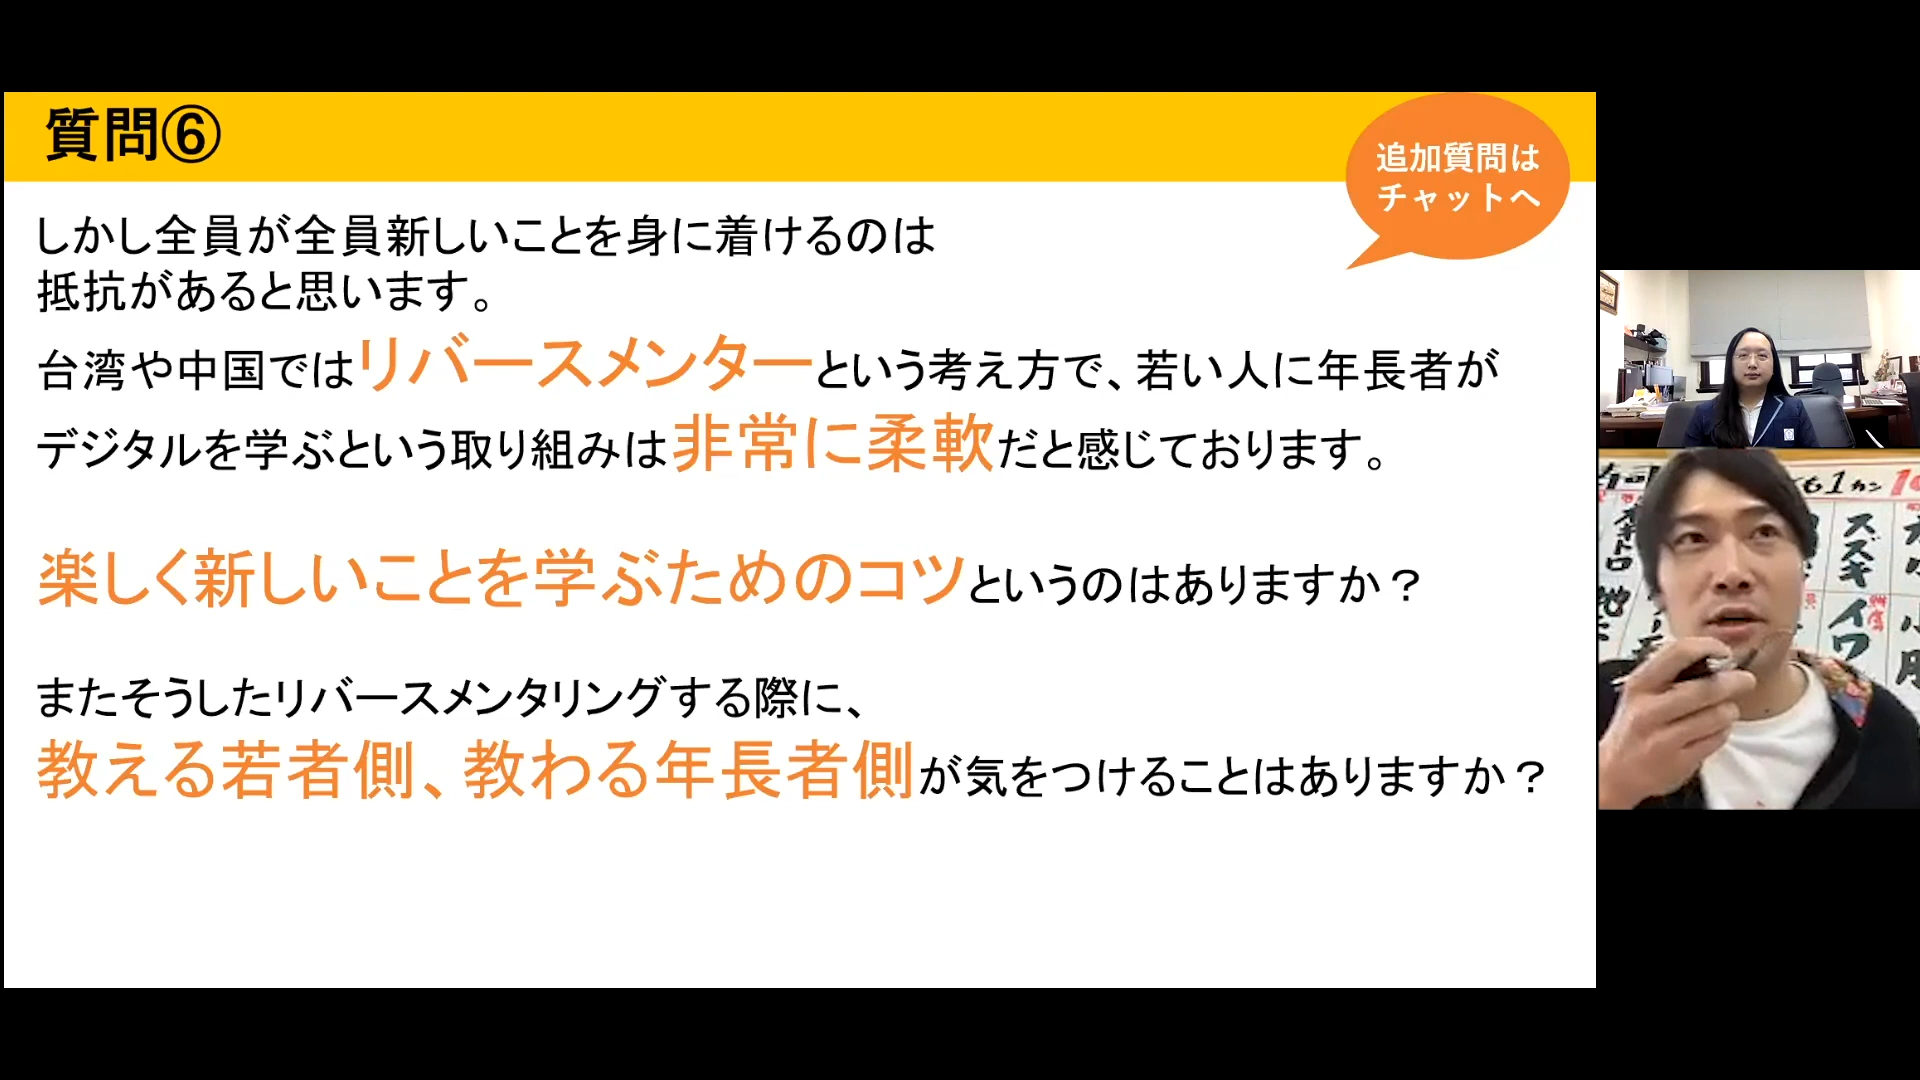 質問⑥
追加質問は
チャットへ
しかし全員が全員新しいことを身に着けるのは
抵抗があると思います。
台湾や中国ではリバースメンターという考え方で、若い人に年長者が
デジタルを学ぶという取り組みは非常に柔軟だと感じております。
楽しく新しいことを学ぶためのコツというのはありますか？
またそうしたリバースメンタリングする際に、
教える若者側、教わる年長者側が気をつけることはありますか？
スズキ
イワ